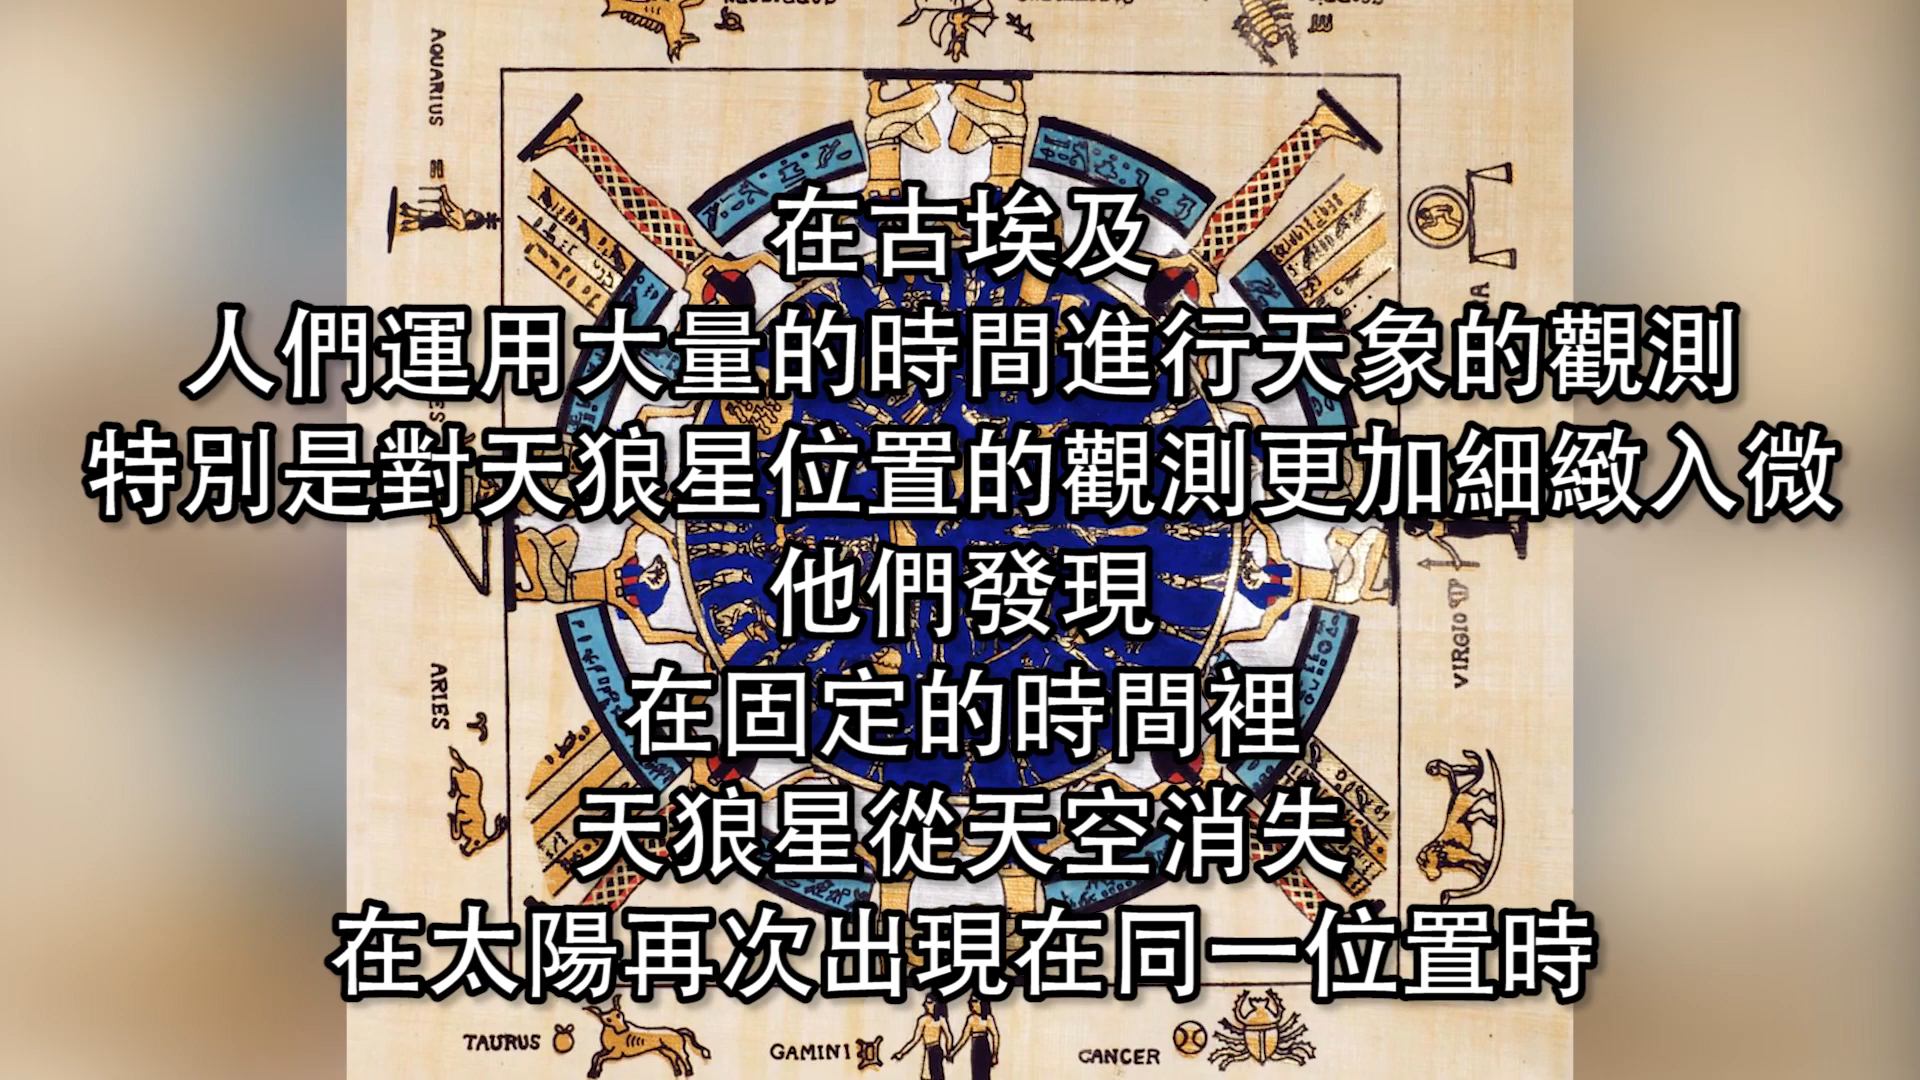 AQUARIUS
在古埃及
人們運用大量的時間進行天象的觀測
特別是對天狼星位置的觀測更加細緻入微
他們發現
在固定的時間裡
天狼星從天空消失
在太陽再次出現在同一位置時
VIRGIO
ARIES
TAURUS
GAMINI
CANCER